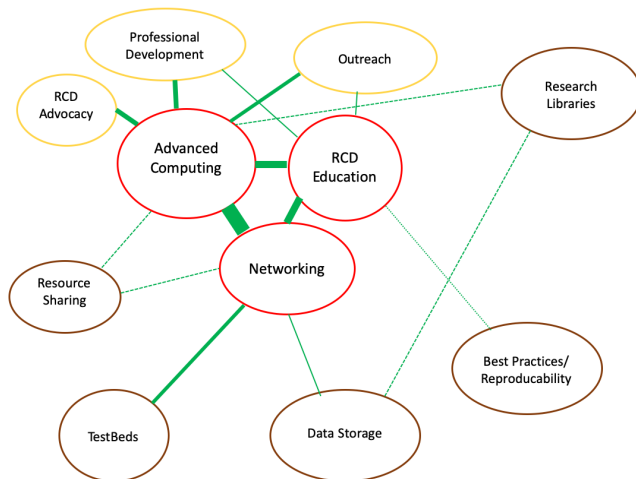 Professional
Development
Outreach
RCD
Advocacy
Research
Libraries
Advanced
Computing
RCD
Education
Networking
Resource
Sharing
Best Practices/
Reproducability
TestBeds
Data Storage